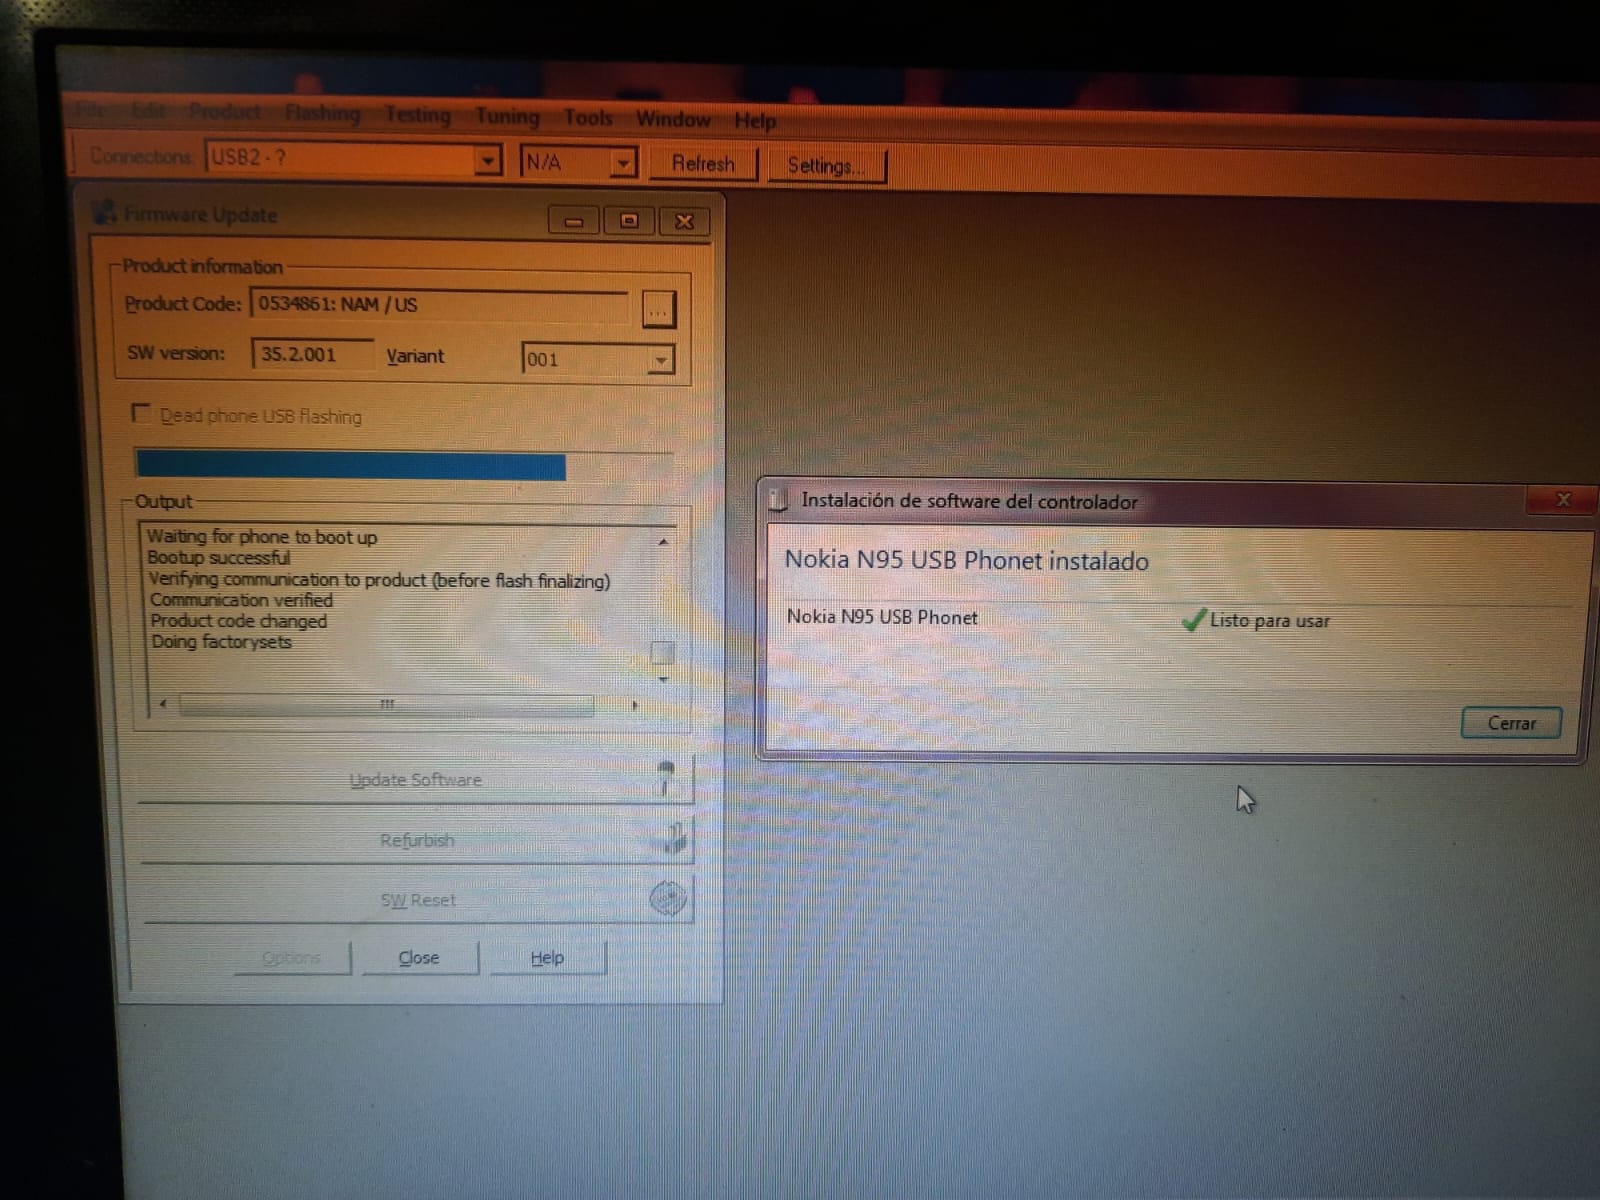 File Edit Product Flashing Testing Tuning Tools Window Help
Connections: USB2 - ? N/A Refresh Settings...
Firmware Update
Product information
Product Code: 0534861: NAM / US ...
SW version: 35.2.001 Variant 001
Dead phone USB flashing
Output
Waiting for phone to boot up
Bootup successful
Verifying communication to product (before flash finalizing)
Communication verified
Product code changed
Doing factorysets
Update Software
Refurbish
SW Reset
Options Close Help
Instalación de software del controlador
Nokia N95 USB Phonet instalado
Nokia N95 USB Phonet Listo para usar
Cerrar